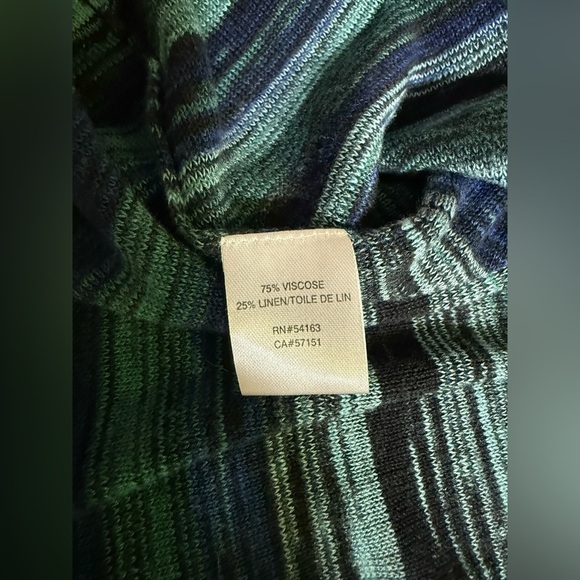 75% VISCOSE
25% LINEN/TOILE DE LIN
RN#54163
CA#57151